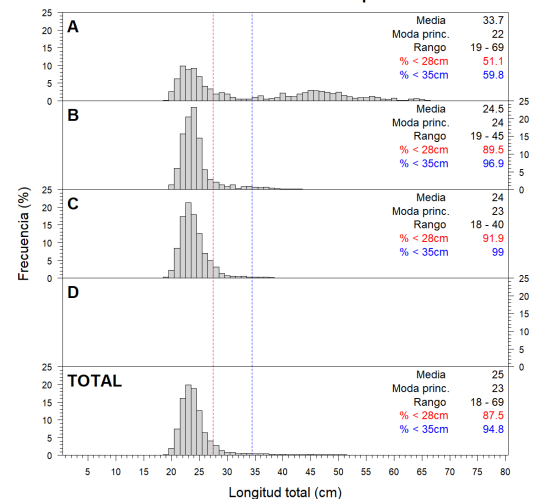 25
20
15
10
5
0
A
Media 33.7
Moda princ. 22
Rango 19 - 69
% < 28cm 51.1
% < 35cm 59.8
25
20
15
10
5
0
B
Media 24.5
Moda princ. 24
Rango 19 - 45
% < 28cm 89.5
% < 35cm 96.9
25
20
15
10
5
0
C
Media 24
Moda princ. 23
Rango 18 - 40
% < 28cm 91.9
% < 35cm 99
25
20
15
10
5
0
D
25
20
15
10
5
0
TOTAL
Media 25
Moda princ. 23
Rango 18 - 69
% < 28cm 87.5
% < 35cm 94.8
Frecuencia (%)
5 10 15 20 25 30 35 40 45 50 55 60 65 70 75 80
Longitud total (cm)